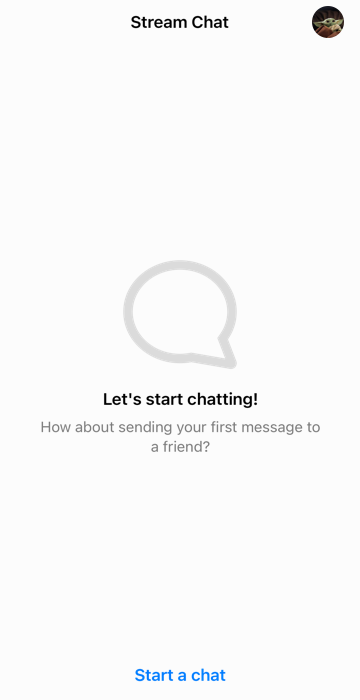 Stream Chat
Let's start chatting!
How about sending your first message to
a friend?
Start a chat